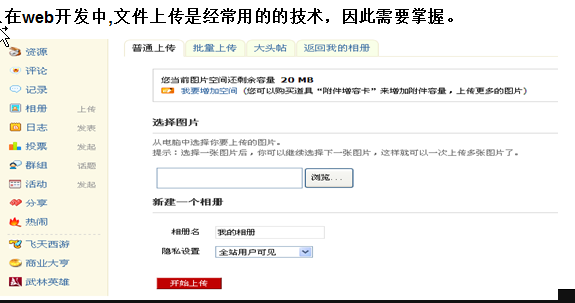 在web开发中,文件上传是经常用的的技术，因此需要掌握。
资源
评论
记录
相册 上传
日志 发表
投票 发起
群组 话题
活动 发起
分享
热闹
飞天西游
商业大亨
武林英雄
普通上传 批量上传 大头帖 返回我的相册
您当前图片空间还剩余容量 20 MB
我要增加空间 (您可以购买道具“附件增容卡”来增加附件容量，上传更多的图片)
选择图片
从电脑中选择你要上传的图片。
提示：选择一张图片后，你可以继续选择下一张图片，这样就可以一次上传多张图片了。
浏览...
新建一个相册
相册名 我的相册
隐私设置 全站用户可见
开始上传